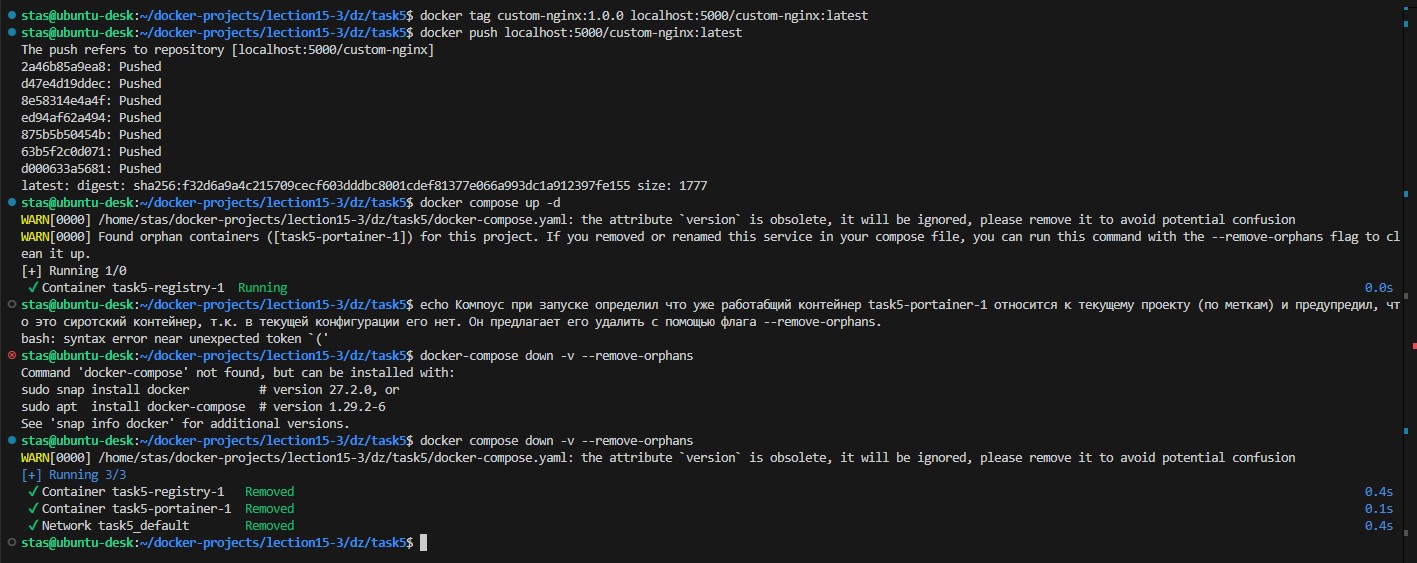 stas@ubuntu-desk:~/docker-projects/lection15-3/dz/task5$ docker tag custom-nginx:1.0.0 localhost:5000/custom-nginx:latest
stas@ubuntu-desk:~/docker-projects/lection15-3/dz/task5$ docker push localhost:5000/custom-nginx:latest
The push refers to repository [localhost:5000/custom-nginx]
2a46b85a9ea8: Pushed
d47e4d19ddec: Pushed
8e58314e4a4f: Pushed
ed94af62a494: Pushed
875b5b50454b: Pushed
63b5f2c0d071: Pushed
d000633a5681: Pushed
latest: digest: sha256:f32d6a9a4c215709cecf603dddbc8001cdef81377e066a993dc1a912397fe155 size: 1777
stas@ubuntu-desk:~/docker-projects/lection15-3/dz/task5$ docker compose up -d
WARN[0000] /home/stas/docker-projects/lection15-3/dz/task5/docker-compose.yaml: the attribute `version` is obsolete, it will be ignored, please remove it to avoid potential confusion
WARN[0000] Found orphan containers ([task5-portainer-1]) for this project. If you removed or renamed this service in your compose file, you can run this command with the --remove-orphans flag to cl
ean it up.
[+] Running 1/0
✓ Container task5-registry-1 Running 0.0s
stas@ubuntu-desk:~/docker-projects/lection15-3/dz/task5$ echo Компоус при запуске определил что уже работабщий контейнер task5-portainer-1 относится к текущему проекту (по меткам) и предупредил, чт
о это сиротский контейнер, т.к. в текущей конфигурации его нет. Он предлагает его удалить с помощью флага --remove-orphans.
bash: syntax error near unexpected token `('
stas@ubuntu-desk:~/docker-projects/lection15-3/dz/task5$ docker-compose down -v --remove-orphans
Command 'docker-compose' not found, but can be installed with:
sudo snap install docker # version 27.2.0, or
sudo apt install docker-compose # version 1.29.2-6
See 'snap info docker' for additional versions.
stas@ubuntu-desk:~/docker-projects/lection15-3/dz/task5$ docker compose down -v --remove-orphans
WARN[0000] /home/stas/docker-projects/lection15-3/dz/task5/docker-compose.yaml: the attribute `version` is obsolete, it will be ignored, please remove it to avoid potential confusion
[+] Running 3/3
✓ Container task5-registry-1 Removed 0.4s
✓ Container task5-portainer-1 Removed 0.1s
✓ Network task5_default Removed 0.4s
stas@ubuntu-desk:~/docker-projects/lection15-3/dz/task5$